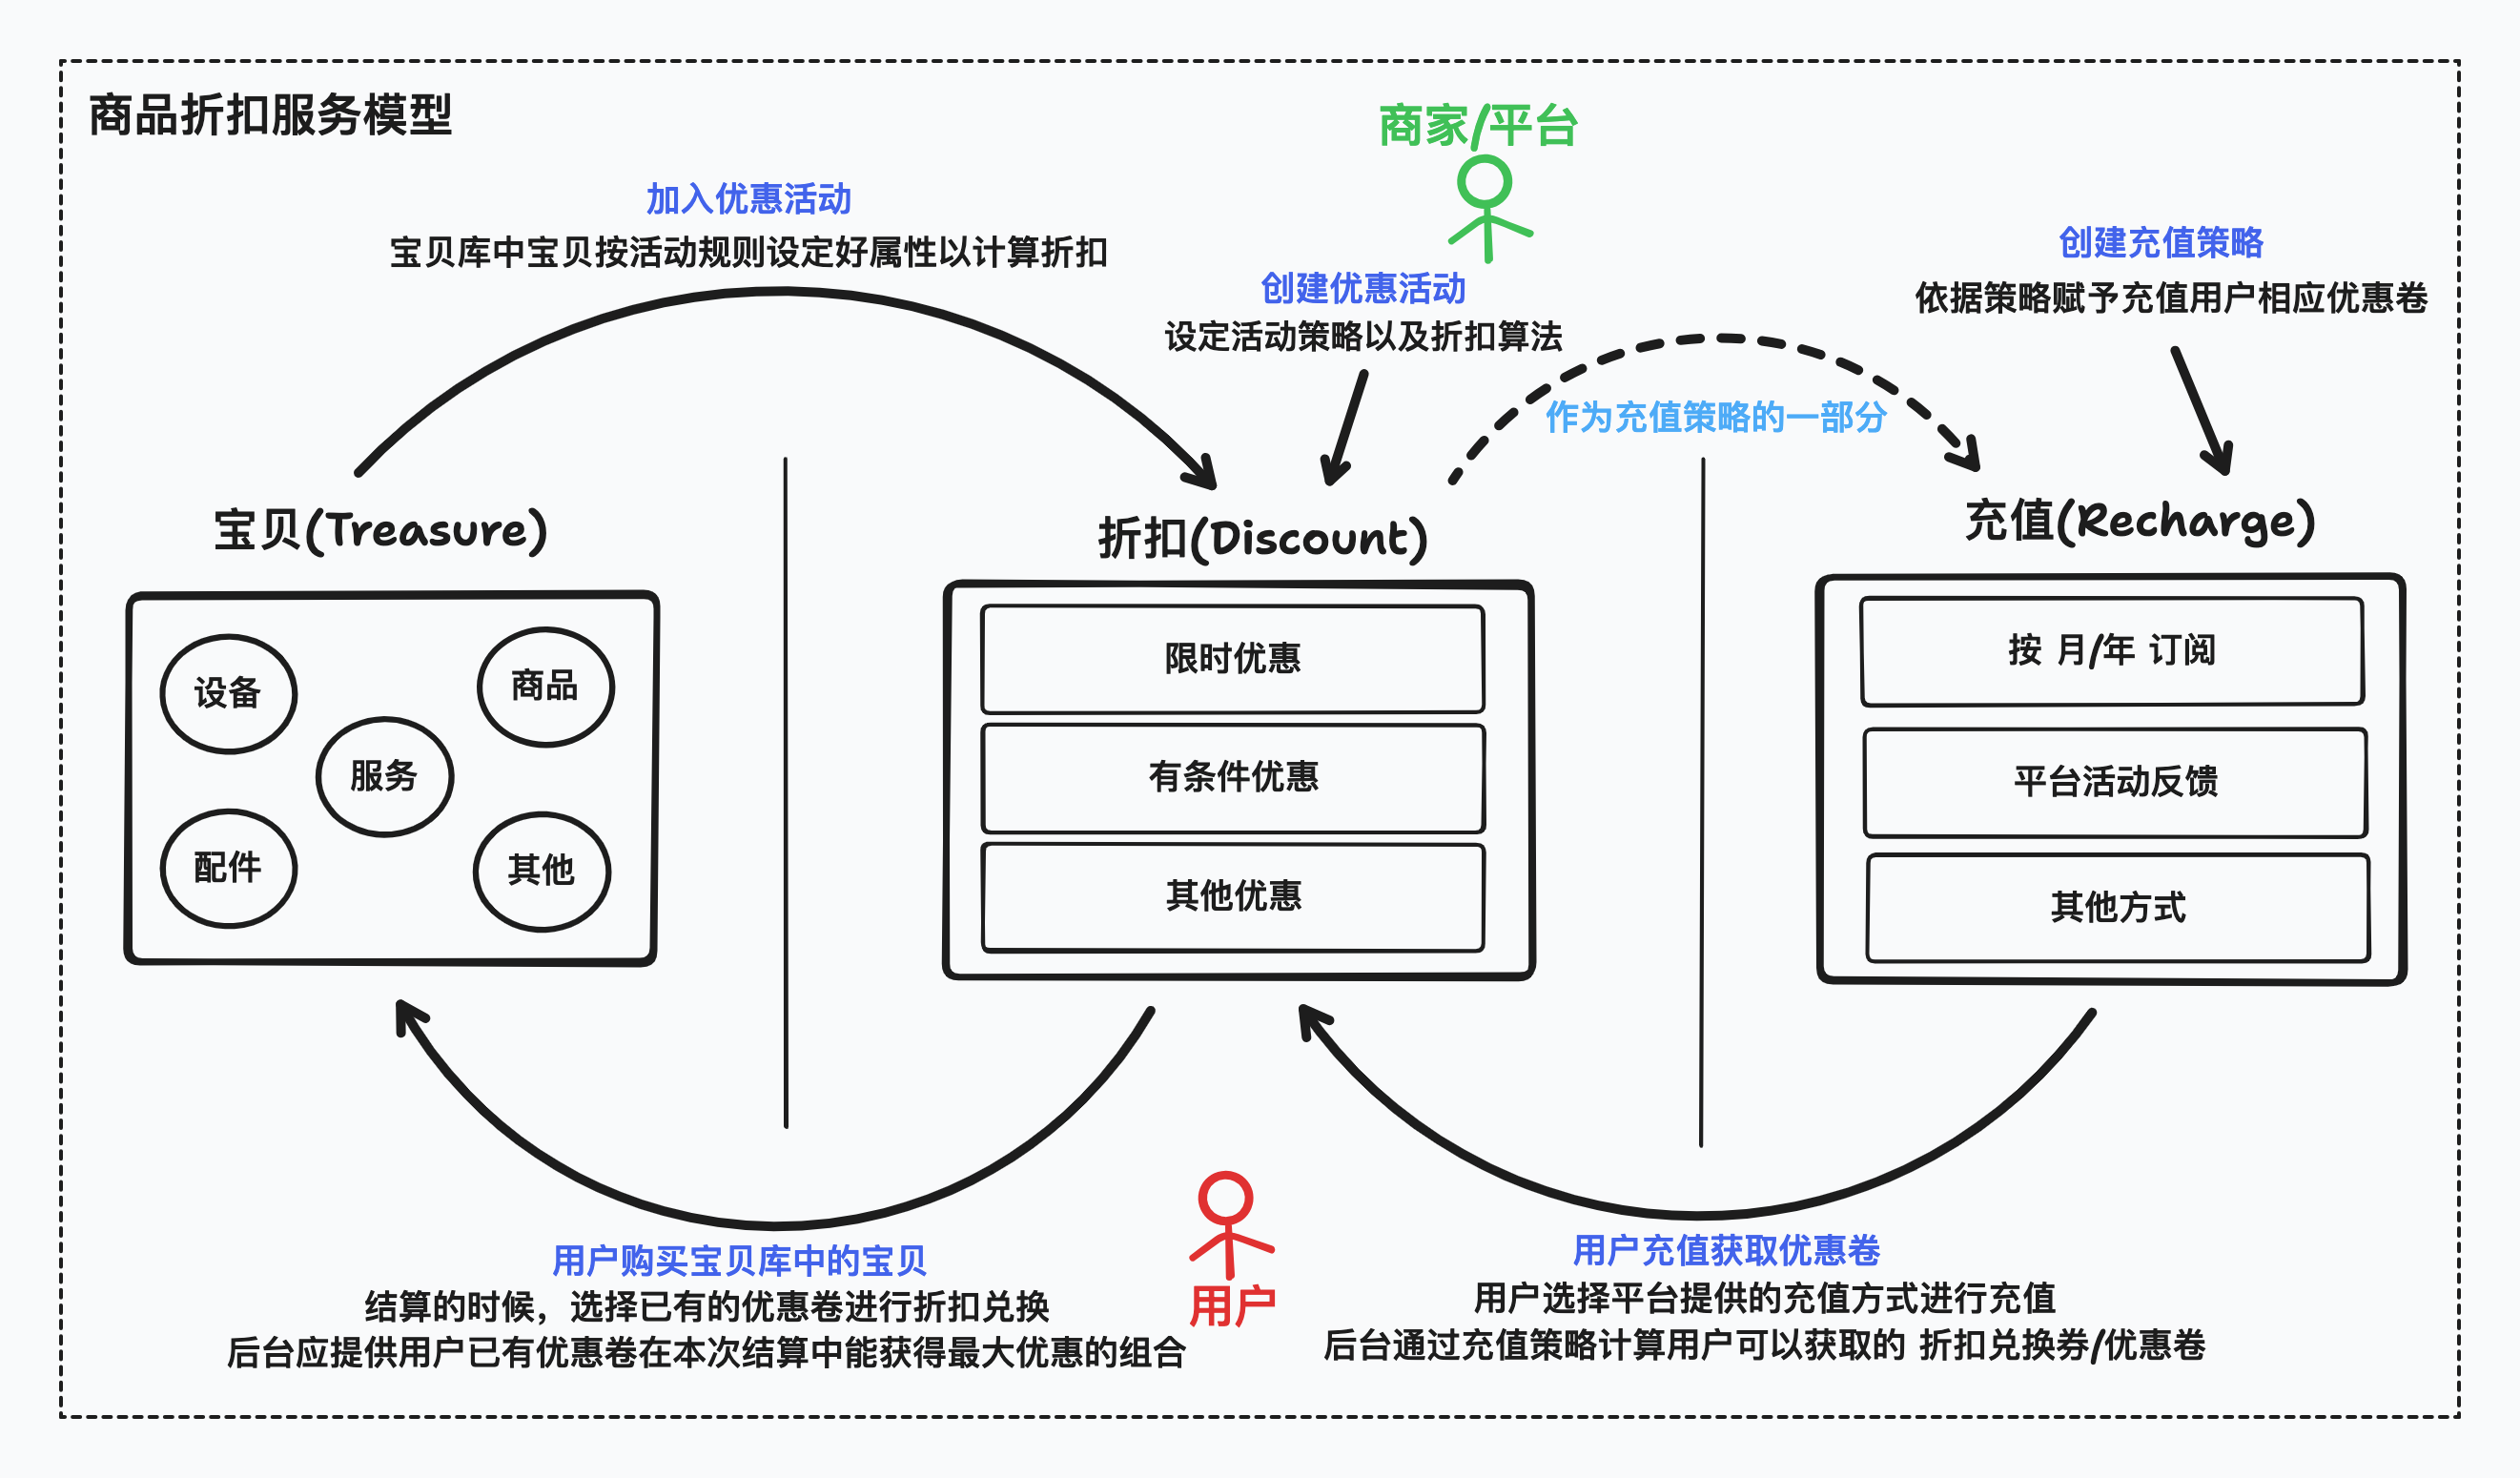 商品折扣服务模型
商家/平台
加入优惠活动
宝贝库中宝贝按活动规则设定好属性以计算折扣
创建优惠活动
设定活动策略以及折扣算法
创建充值策略
依据策略赋予充值用户相应优惠卷
作为充值策略的一部分
宝贝(Treasure)
设备
商品
服务
配件
其他
折扣(Discount)
限时优惠
有条件优惠
其他优惠
充值(Recharge)
按 月/年 订阅
平台活动反馈
其他方式
用户购买宝贝库中的宝贝
结算的时候，选择已有的优惠卷进行折扣兑换
后台应提供用户已有优惠卷在本次结算中能获得最大优惠的组合
用户
用户充值获取优惠卷
用户选择平台提供的充值方式进行充值
后台通过充值策略计算用户可以获取的 折扣兑换券/优惠卷